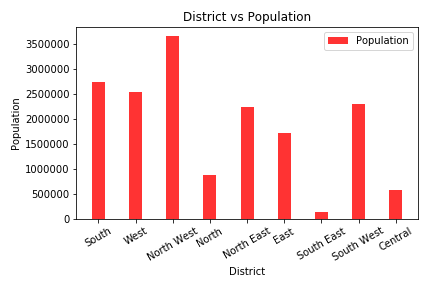 District vs Population
Population
3500000
3000000
2500000
2000000
1500000
1000000
500000
0
Population
South
West
North West
North
North East
East
South East
South West
Central
District